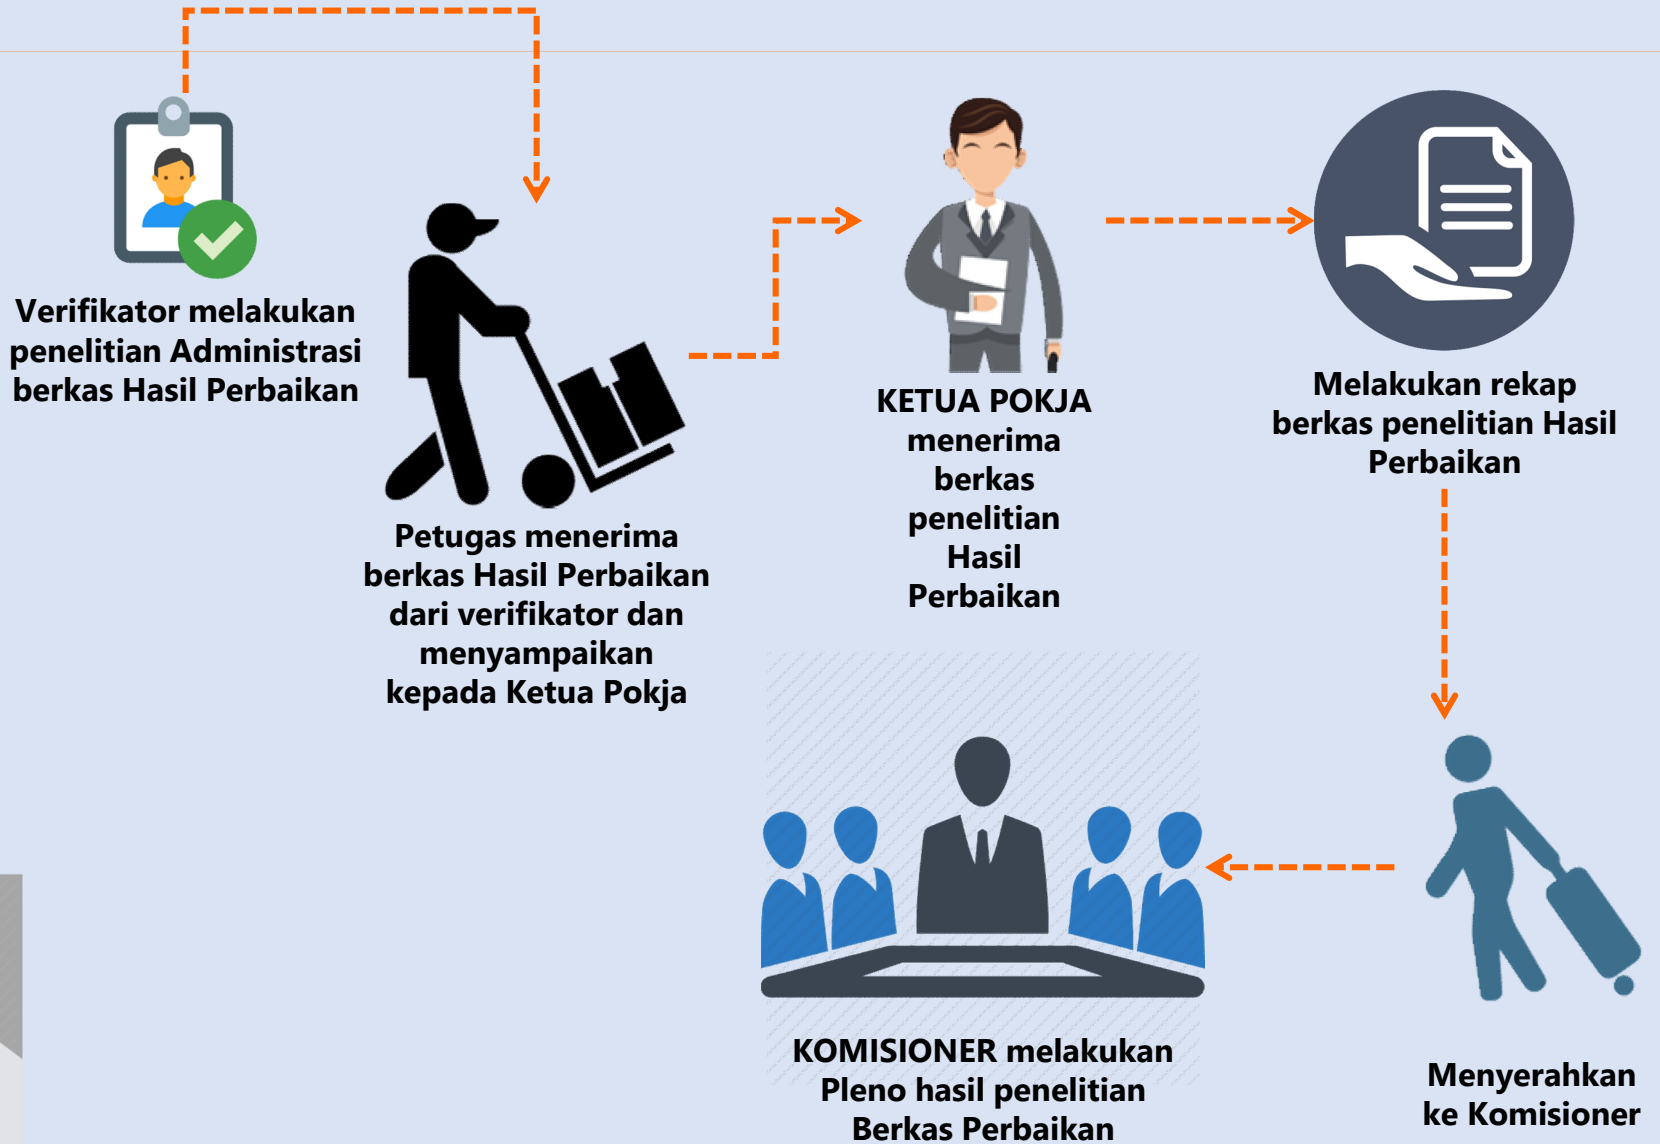 Verifikator melakukan
penelitian Administrasi
berkas Hasil Perbaikan
Petugas menerima
berkas Hasil Perbaikan
dari verifikator dan
menyampaikan
kepada Ketua Pokja
KETUA POKJA
menerima
berkas
penelitian
Hasil
Perbaikan
Melakukan rekap
berkas penelitian Hasil
Perbaikan
Menyerahkan
ke Komisioner
KOMISIONER melakukan
Pleno hasil penelitian
Berkas Perbaikan